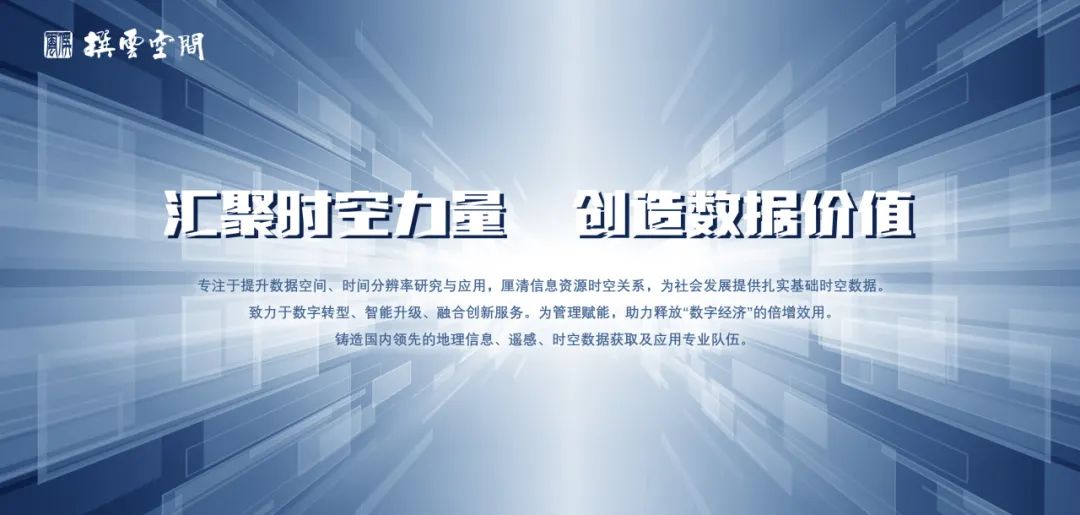 撰雲空間
汇聚时空力量 创造数据价值
专注于提升数据空间、时间分辨率研究与应用，厘清信息资源时空关系，为社会发展提供扎实基础时空数据。
致力于数字转型、智能升级、融合创新服务。为管理赋能，助力释放“数字经济”的倍增效用。
铸造国内领先的地理信息、遥感、时空数据获取及应用专业队伍。